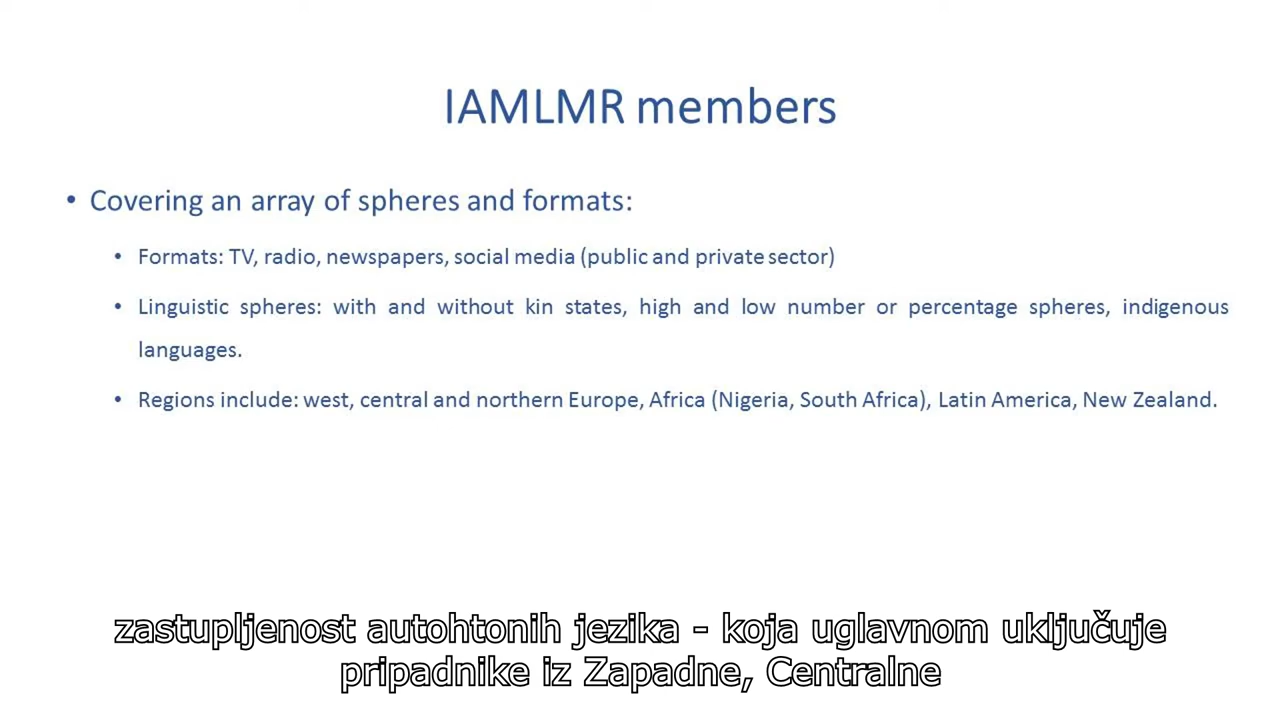 IAMLMR members
• Covering an array of spheres and formats:
• Formats: TV, radio, newspapers, social media (public and private sector)
• Linguistic spheres: with and without kin states, high and low number or percentage spheres, indigenous
languages.
• Regions include: west, central and northern Europe, Africa (Nigeria, South Africa), Latin America, New Zealand.
zastupljenost autohtonih jezika - koja uglavnom uključuje
pripadnike iz Zapadne, Centralne